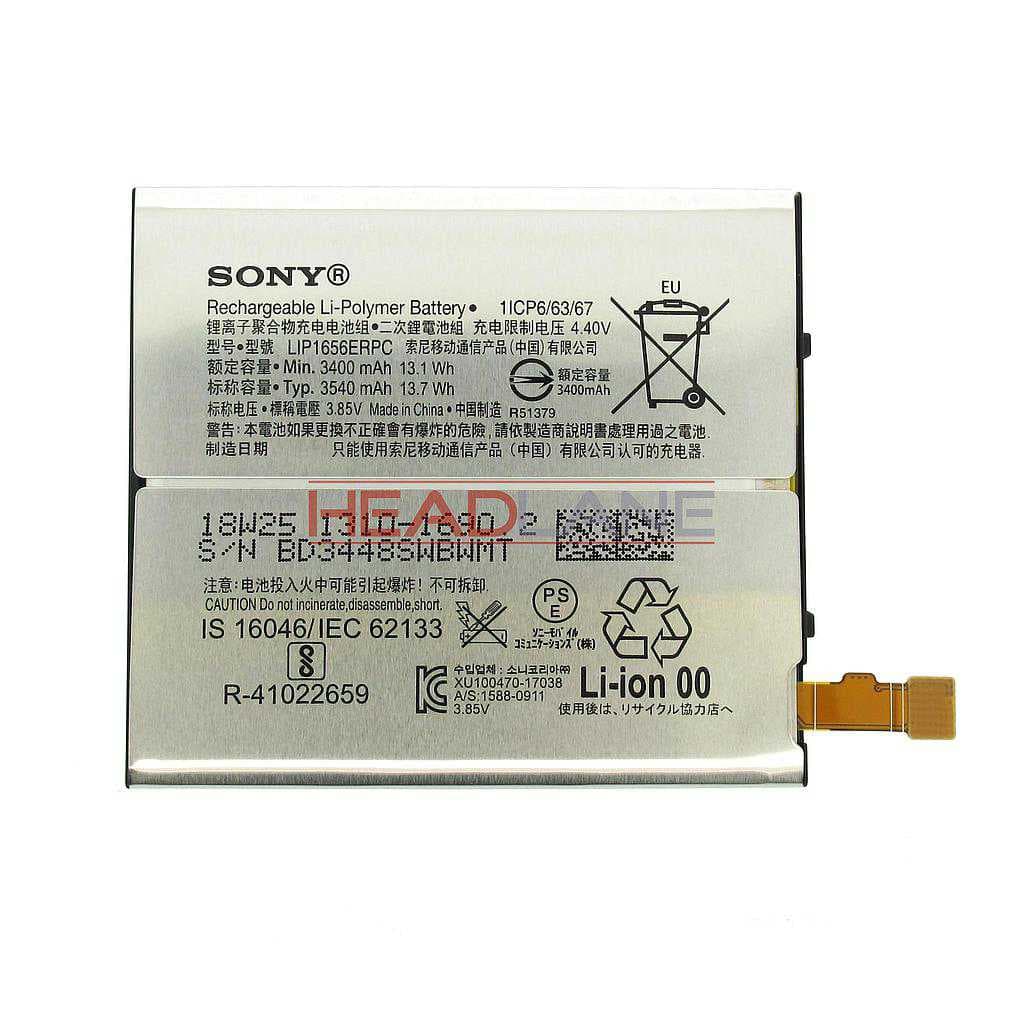 SONY®
Rechargeable Li-Polymer Battery • 1ICP6/63/67
锂离子聚合物充电电池组•二次鋰電池組 充电限制电压 4.40V
型号•型號 LIP1656ERPC 索尼移动通信产品(中国)有限公司
额定容量• Min. 3400 mAh 13.1 Wh
标称容量• Typ. 3540 mAh 13.7 Wh
标称电压・標稱電壓 3.85V Made in China • 中国制造
額定容量
3400mAh
R51379
EU
警告: 本電池如果更換不正確會有爆炸的危險, 請依製造商說明書處理用過之電池.
制造日期 只能使用索尼移动通信产品 (中国) 有限公司认可的充电器.
HEADLANE
18W25 1310-1690 2
S/N BD3448SWBWMT
注意: 电池投入火中可能引起爆炸! 不可拆卸.
CAUTION Do not incinerate,disassemble,short.
IS 16046/IEC 62133
R-41022659
PS
E
ソニーモバイル
コミュニケーションズ(株)
수입업체 : 소니코리아㈜
XU100470-17038
A/S:1588-0911
3.85V
Li-ion 00
使用後は、リサイクル協力店へ